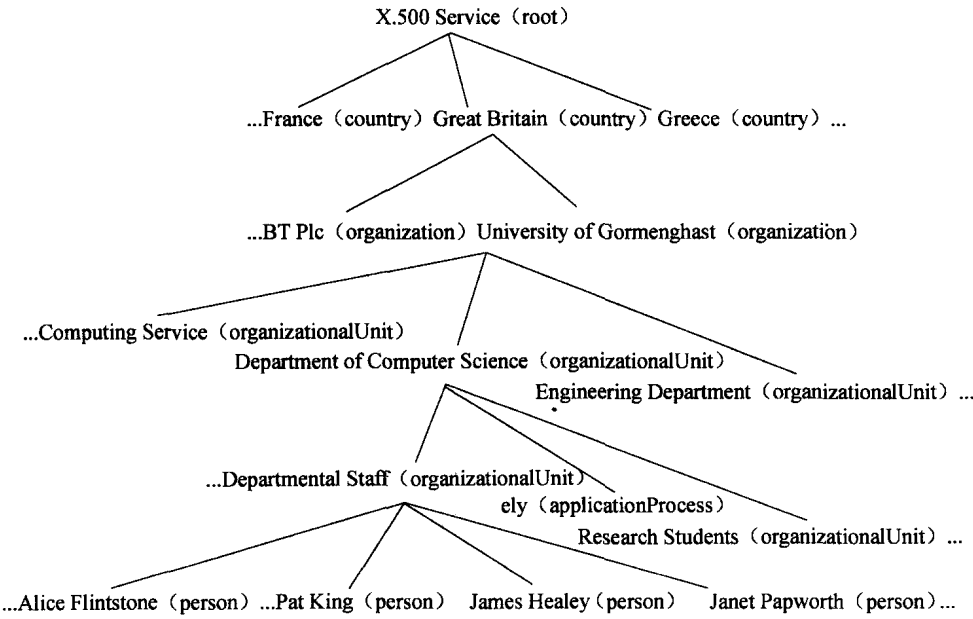 X.500 Service（root）
...France（country）Great Britain（country）Greece（country）...
...BT Plc（organization）University of Gormenghast（organization）
...Computing Service（organizationalUnit）
Department of Computer Science（organizationalUnit）
Engineering Department（organizationalUnit）...
...Departmental Staff（organizationalUnit）
ely（applicationProcess）
Research Students（organizationalUnit）...
...Alice Flintstone（person）...Pat King（person） James Healey（person） Janet Papworth（person）...